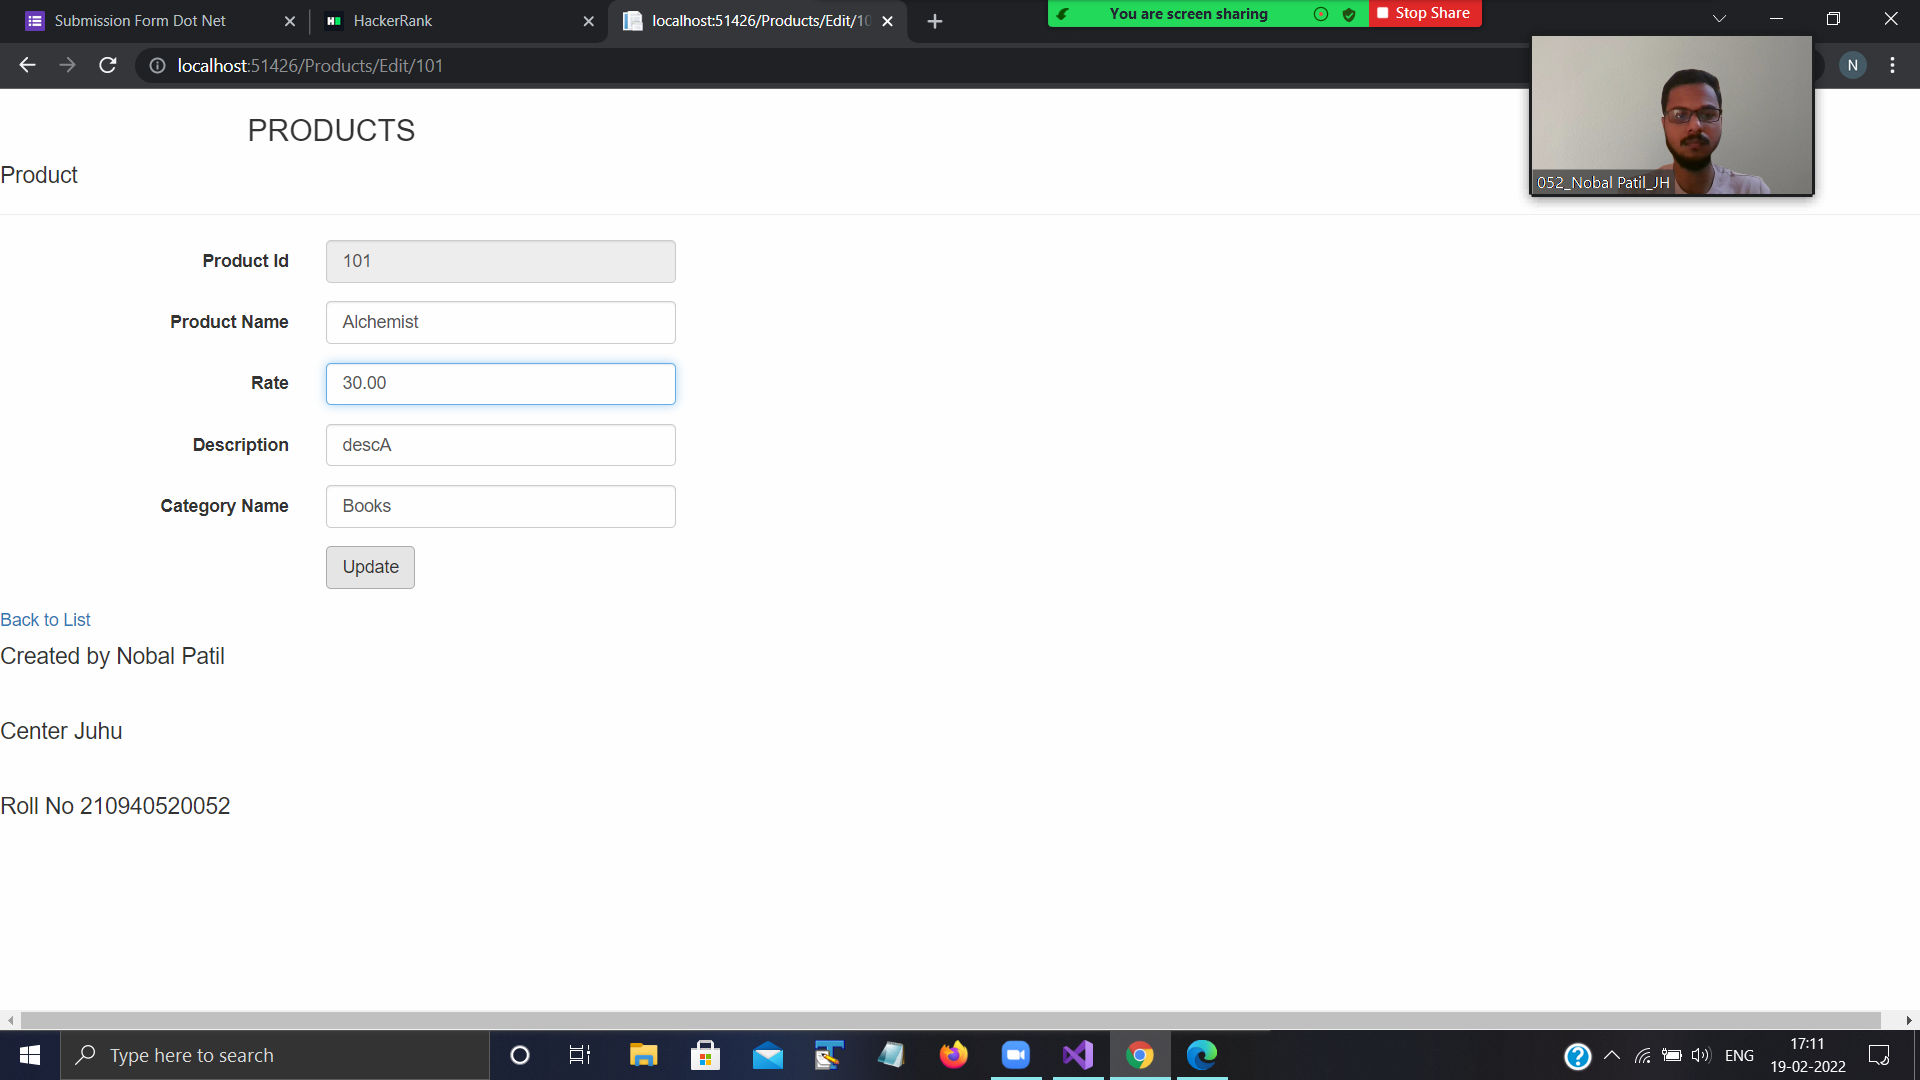 Submission Form Dot Net
HackerRank
localhost:51426/Products/Edit/10
You are screen sharing
Stop Share
localhost:51426/Products/Edit/101
N
PRODUCTS
Product
052_Nobal Patil_JH
Product Id
101
Product Name
Alchemist
Rate
30.00
Description
descA
Category Name
Books
Update
Back to List
Created by Nobal Patil
Center Juhu
Roll No 210940520052
Type here to search
ENG
17:11
19-02-2022